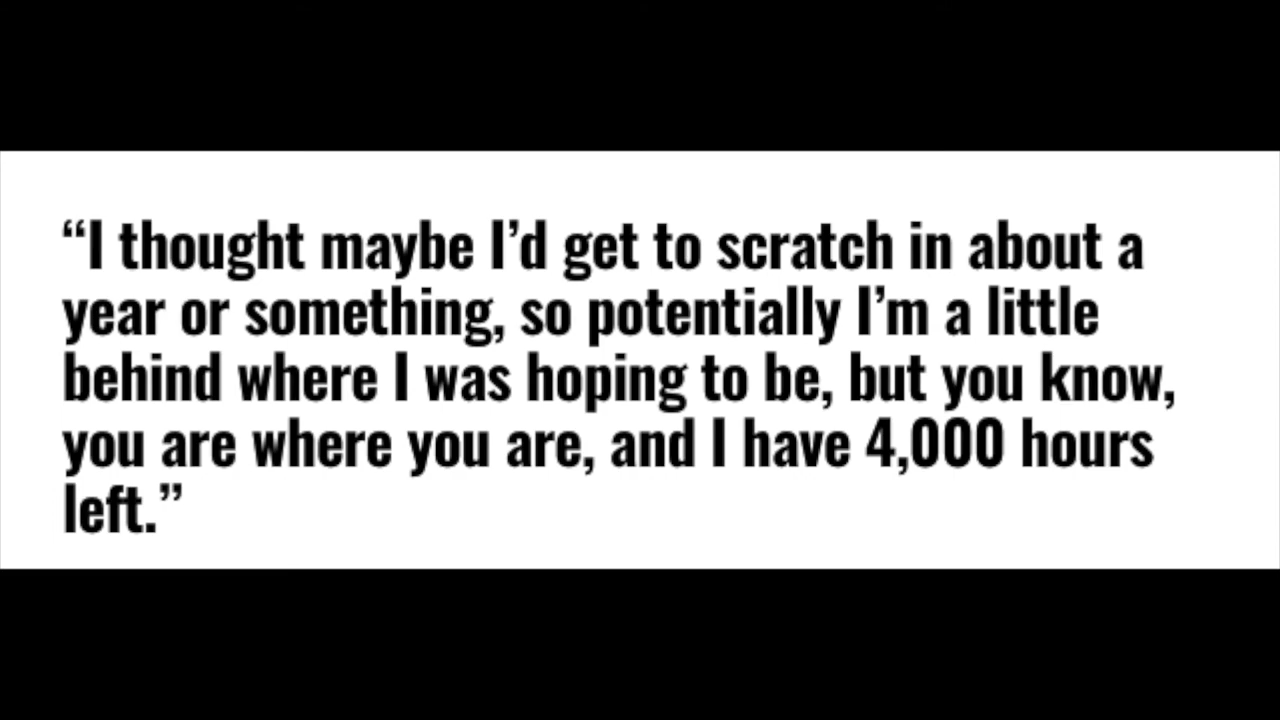 “I thought maybe I’d get to scratch in about a
year or something, so potentially I’m a little
behind where I was hoping to be, but you know,
you are where you are, and I have 4,000 hours
left.”